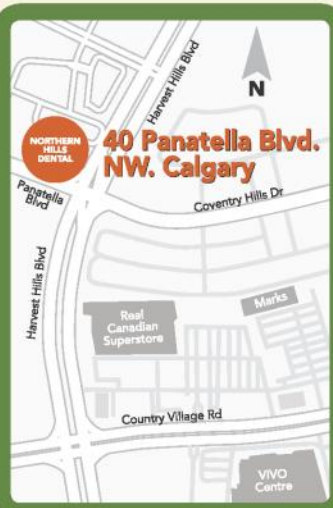 Harvest Hills Blvd
N
NORTHERN
HILLS
DENTAL
40 Panatella Blvd.
NW. Calgary
Panatella
Blvd
Coventry Hills Dr
Harvest Hills Blvd
Marks
Real
Canadian
Superstore
Country Village Rd
VIVO
Centre